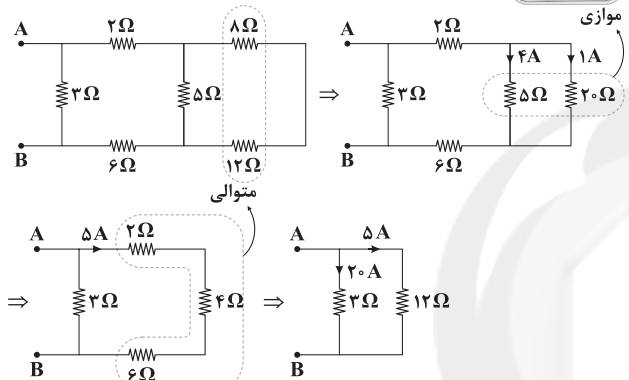 موازی
A ۲Ω ۸Ω
۳Ω ۵Ω
B ۶Ω ۱۲Ω
⇒
A ۲Ω ۴A ۱A
۳Ω ۵Ω ۲۰Ω
B ۶Ω
متوالی
⇒
A ۵A ۲Ω
۳Ω ۴Ω
B ۶Ω
⇒
A ۵A
۲۰A
۳Ω ۱۲Ω
B